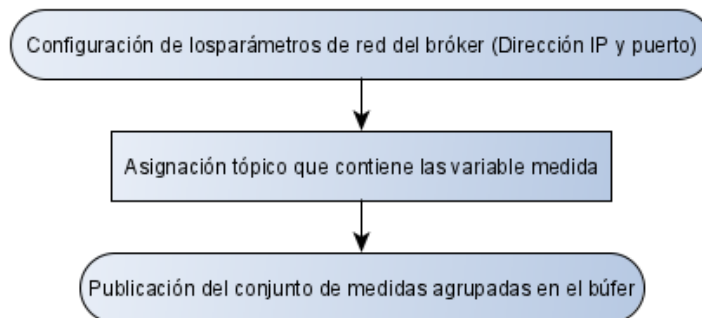 Configuración de losparámetros de red del bróker (Dirección IP y puerto)
Asignación tópico que contiene las variable medida
Publicación del conjunto de medidas agrupadas en el búfer